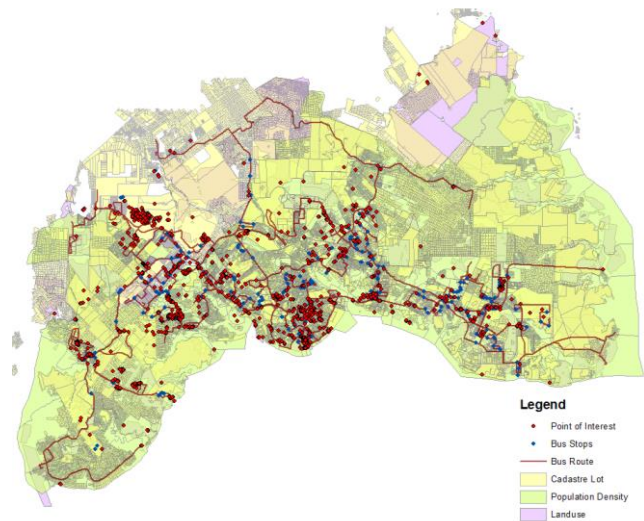 Legend
Point of Interest
Bus Stops
Bus Route
Cadastre Lot
Population Density
Landuse